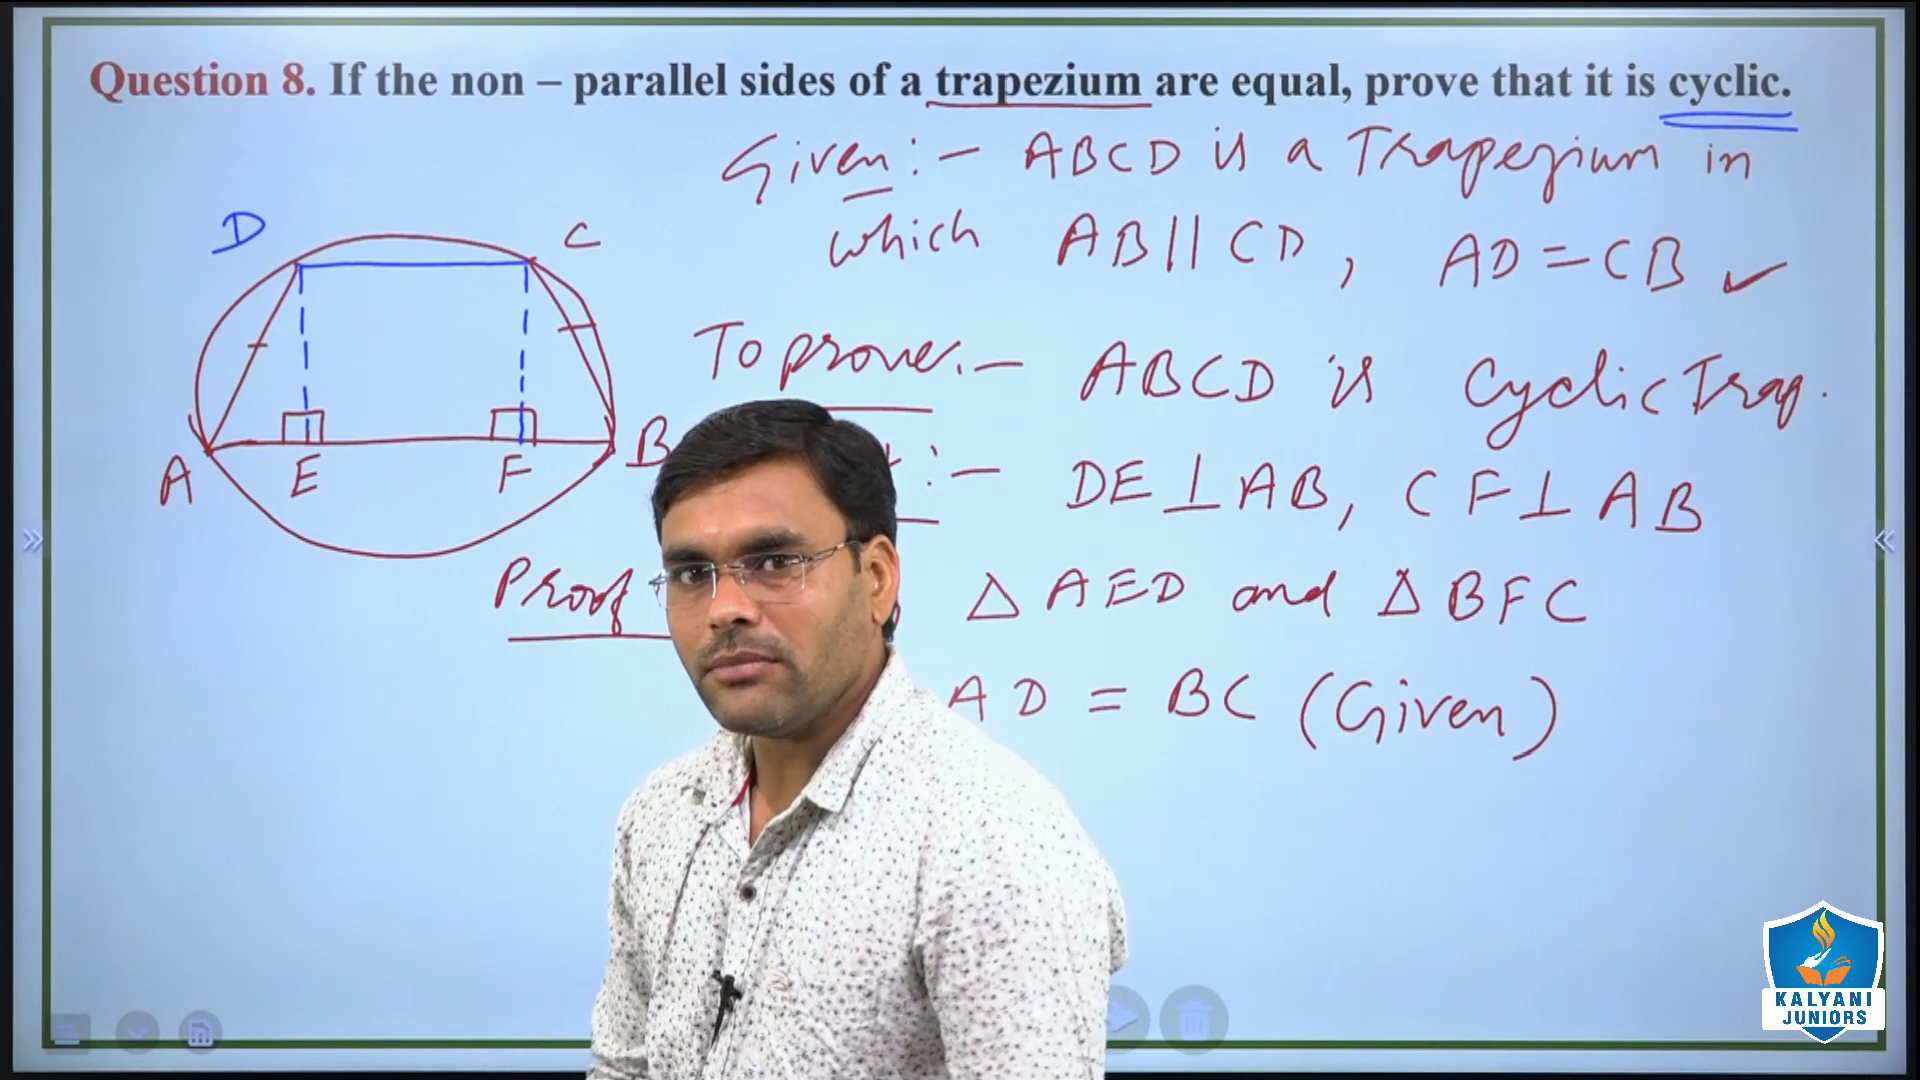 Question 8. If the non – parallel sides of a trapezium are equal, prove that it is cyclic.
Given:- ABCD is a Trapezium in
which AB||CD, AD=CB ✓
To prove:- ABCD is Cyclic Trap.
:- DE⊥AB, CF⊥AB
Proof
△AED and △BFC
AD = BC (Given)
D C
A E F B
KALYANI
JUNIORS